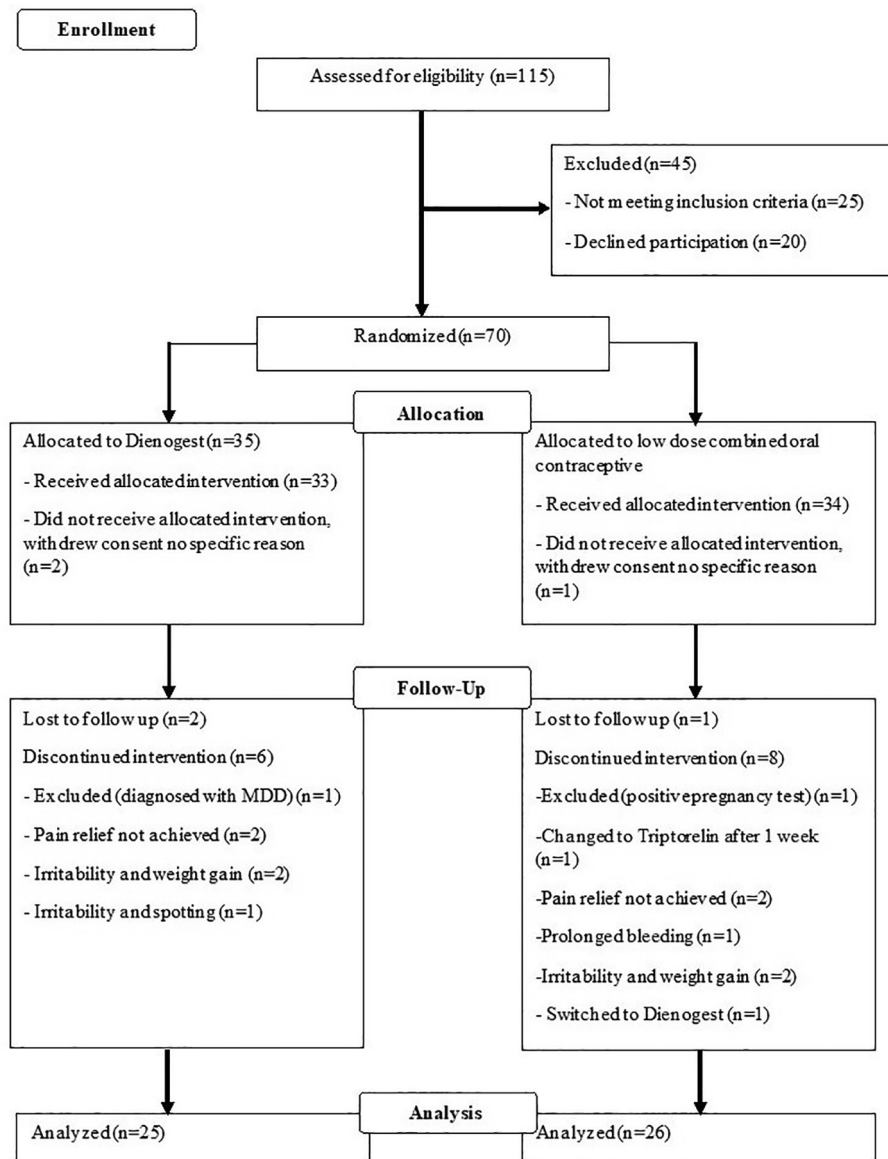 Enrollment
Assessed for eligibility (n=115)
Excluded (n=45)
- Not meeting inclusion criteria (n=25)
- Declined participation (n=20)
Randomized (n=70)
Allocation
Allocated to Dienogest (n=35)
- Received allocated intervention (n=33)
- Did not receive allocated intervention,
withdrew consent no specific reason
(n=2)
Allocated to low dose combined oral
contraceptive
- Received allocated intervention (n=34)
- Did not receive allocated intervention,
withdrew consent no specific reason
(n=1)
Follow-Up
Lost to follow up (n=2)
Discontinued intervention (n=6)
- Excluded (diagnosed with MDD) (n=1)
- Pain relief not achieved (n=2)
- Irritability and weight gain (n=2)
- Irritability and spotting (n=1)
Lost to follow up (n=1)
Discontinued intervention (n=8)
-Excluded (positive pregnancy test) (n=1)
-Changed to Triptorelin after 1 week
(n=1)
-Pain relief not achieved (n=2)
-Prolonged bleeding (n=1)
-Irritability and weight gain (n=2)
- Switched to Dienogest (n=1)
Analysis
Analyzed (n=25)
Analyzed (n=26)